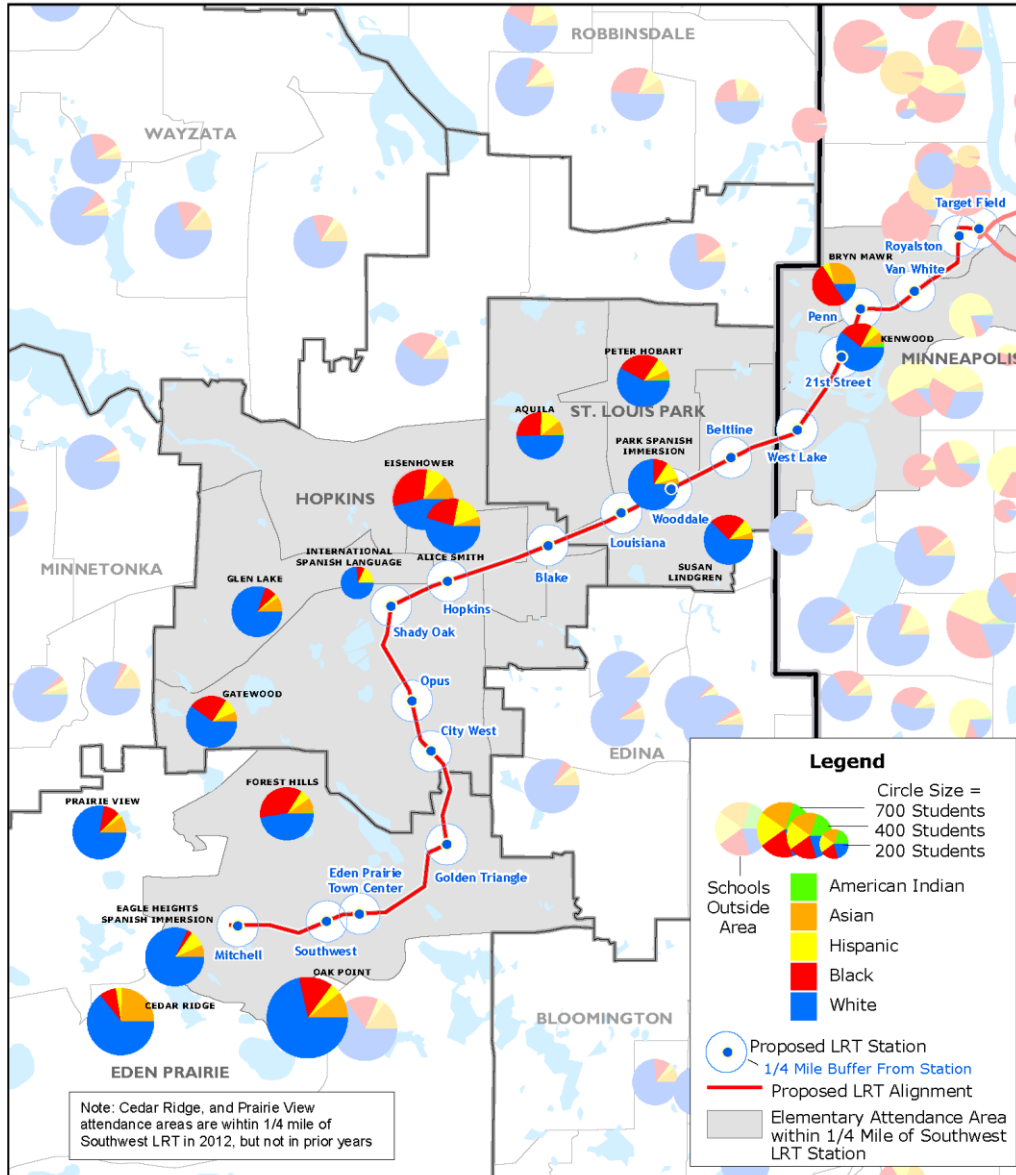 ROBBINSDALE
WAYZATA
Target Field
Royalston
Van White
BRYN MAWR
Penn
KENWOOD
MINNEAPOLIS
21st Street
PETER HOBART
ST. LOUIS PARK
AQUILA
Beltline
West Lake
PARK SPANISH
IMMERSION
EISENHOWER
HOPKINS
Wooddale
Louisiana
INTERNATIONAL
SPANISH LANGUAGE
ALICE SMITH
Blake
SUSAN
LINDGREN
MINNETONKA
GLEN LAKE
Hopkins
Shady Oak
Opus
GATEWOOD
City West
EDINA
FOREST HILLS
PRAIRIE VIEW
Golden Triangle
Eden Prairie
Town Center
EAGLE HEIGHTS
SPANISH IMMERSION
Mitchell
Southwest
OAK POINT
CEDAR RIDGE
BLOOMINGTON
EDEN PRAIRIE
Note: Cedar Ridge, and Prairie View
attendance areas are wihtin 1/4 mile of
Southwest LRT in 2012, but not in prior years
Legend
Circle Size =
700 Students
400 Students
200 Students
Schools
Outside
Area
American Indian
Asian
Hispanic
Black
White
Proposed LRT Station
1/4 Mile Buffer From Station
Proposed LRT Alignment
Elementary Attendance Area
within 1/4 Mile of Southwest
LRT Station